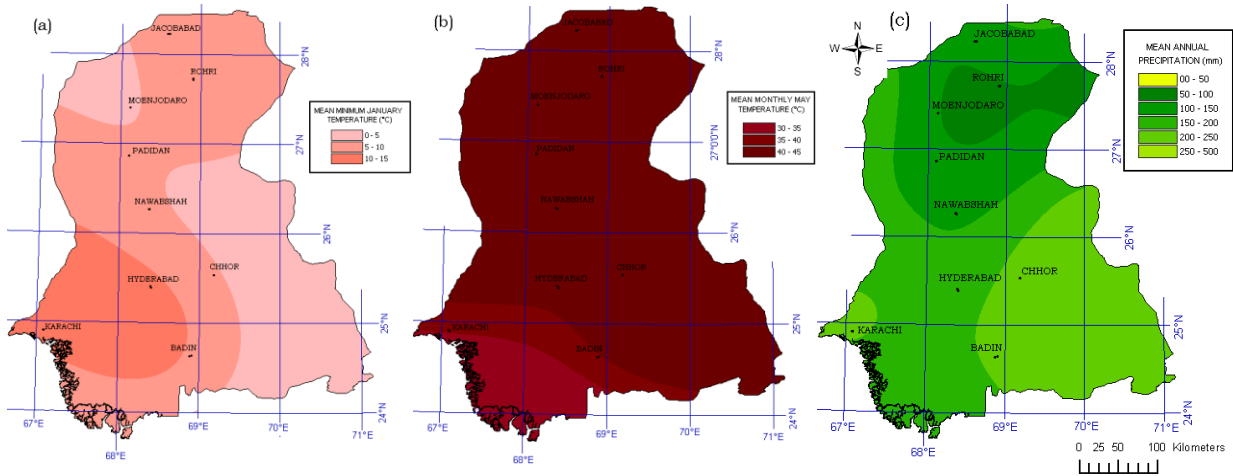 (a)
JACOBABAD
ROHRI
MOENJODARO
PADIDAN
NAWABSHAH
HYDERABAD
CHHOR
KARACHI
BADIN
MEAN MINIMUM JANUARY
TEMPERATURE (°C)
0 - 5
5 - 10
10 - 15
28°N
27°N
26°N
25°N
24°N
67°E
68°E
69°E
70°E
71°E
(b)
JACOBABAD
ROHRI
MOENJODARO
PADIDAN
NAWABSHAH
HYDERABAD
CHHOR
KARACHI
BADIN
MEAN MONTHLY MAY
TEMPERATURE (°C)
30 - 35
35 - 40
40 - 45
28°N
27°0'0"N
26°N
25°N
24°N
67°E
68°E
69°E
70°E
71°E
(c)
N
W E
S
JACOBABAD
ROHRI
MOENJODARO
PADIDAN
NAWABSHAH
HYDERABAD
CHHOR
KARACHI
BADIN
MEAN ANNUAL
PRECIPITATION (mm)
00 - 50
50 - 100
100 - 150
150 - 200
200 - 250
250 - 500
28°N
27°N
26°N
25°N
24°N
67°E
68°E
69°E
70°E
71°E
0 25 50 100 Kilometers